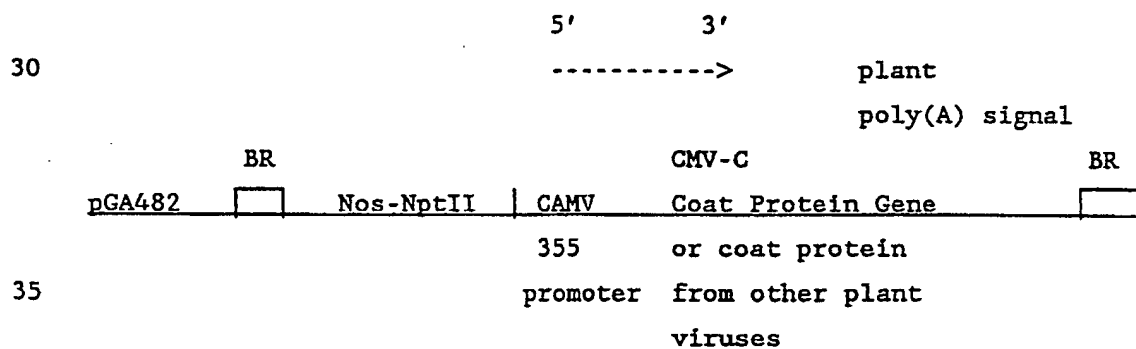 5' 3'
30 -----------> plant
poly(A) signal
BR CMV-C BR
pGA482 Nos-NptII CAMV Coat Protein Gene
355 or coat protein
35 promoter from other plant
viruses